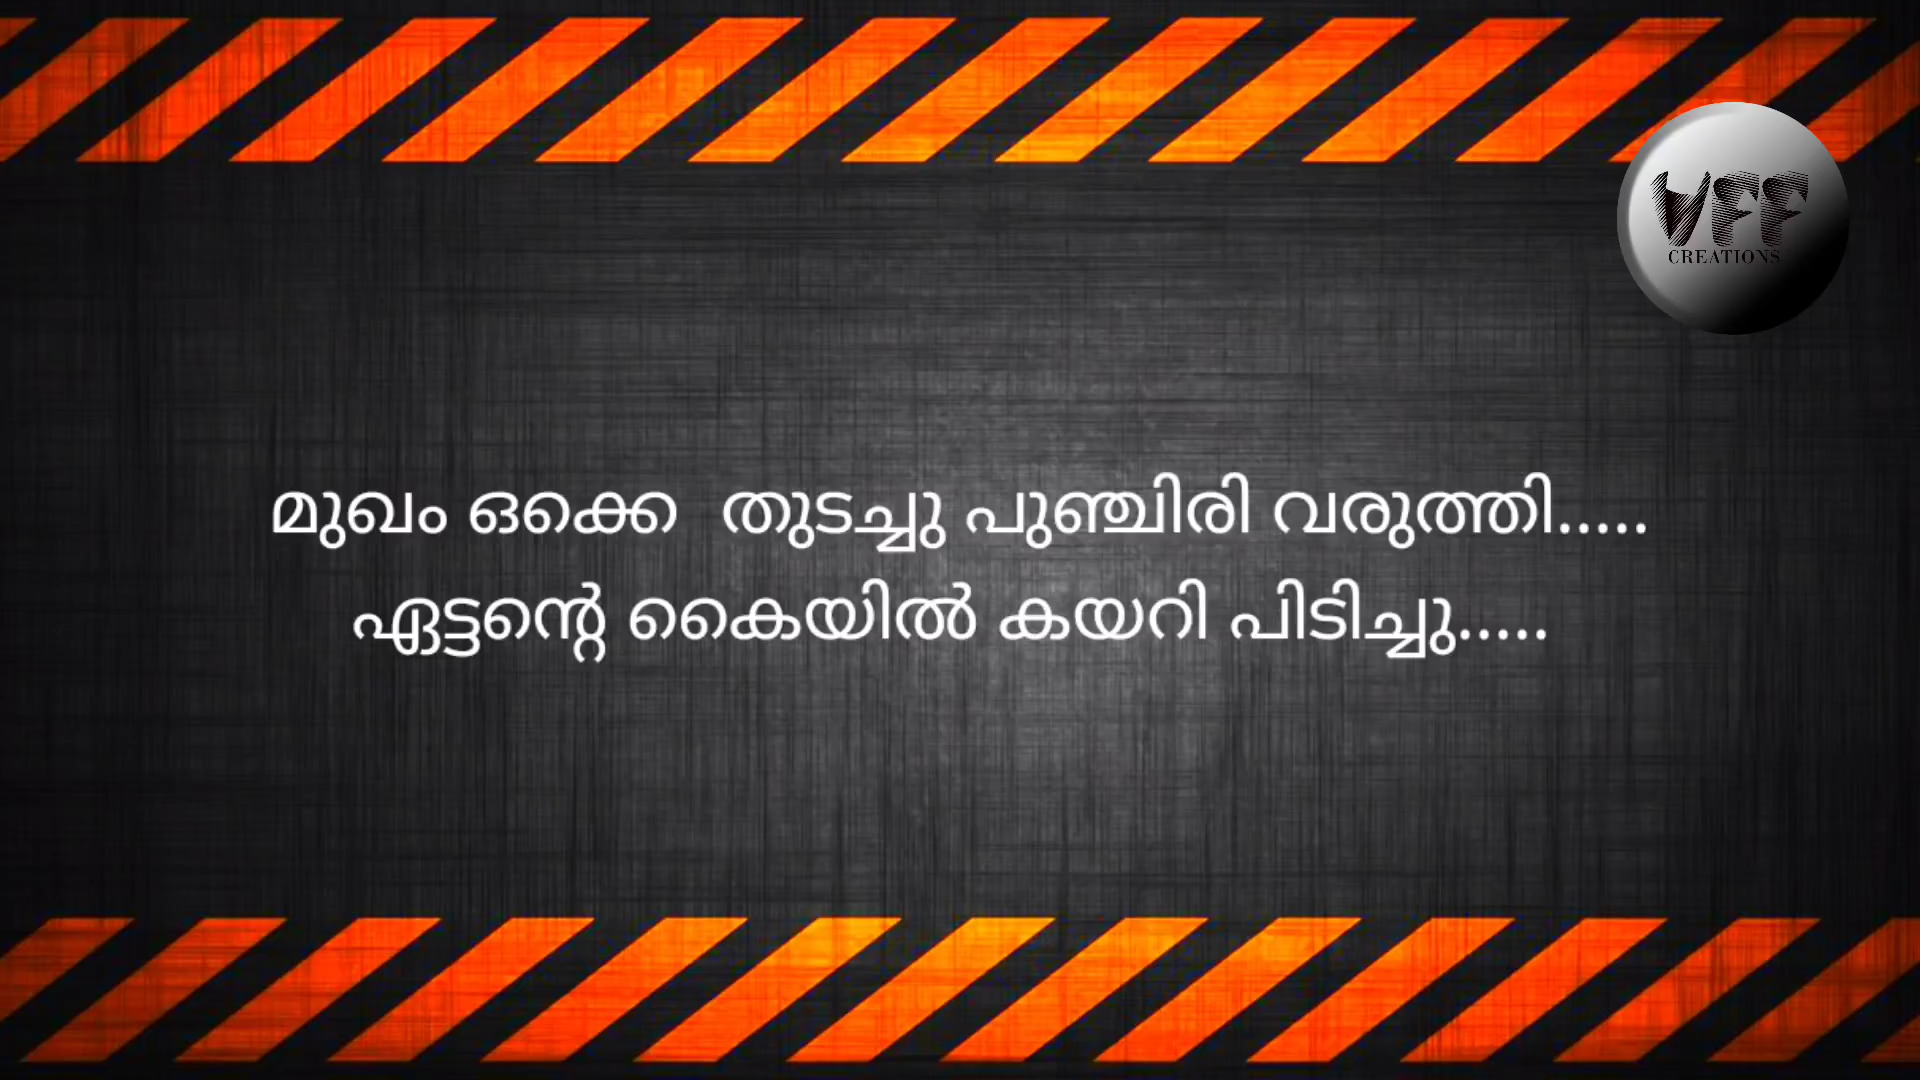 VFF
CREATIONS
മുഖം ഒക്കെ തുടച്ചു പുഞ്ചിരി വരുത്തി.....
ഏട്ടന്റെ കൈയിൽ കയറി പിടിച്ചു.....